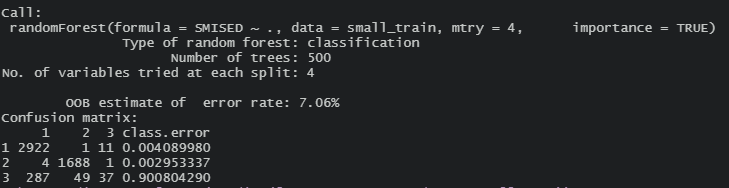 Call:
 randomForest(formula = SMISED ~ ., data = small_train, mtry = 4,      importance = TRUE)
               Type of random forest: classification
                     Number of trees: 500
No. of variables tried at each split: 4
        OOB estimate of  error rate: 7.06%
Confusion matrix:
     1    2  3 class.error
1 2922    1 11 0.004089980
2    4 1688  1 0.002953337
3  287   49 37 0.900804290